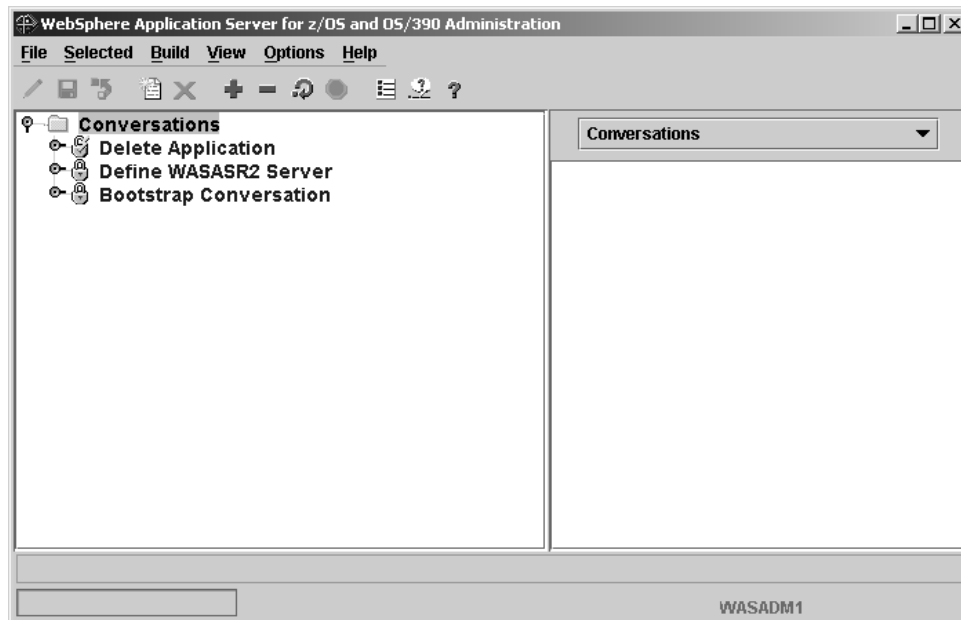 WebSphere Application Server for z/OS and OS/390 Administration
File Selected Build View Options Help
Conversations
Delete Application
Define WASASR2 Server
Bootstrap Conversation
Conversations
WASADM1